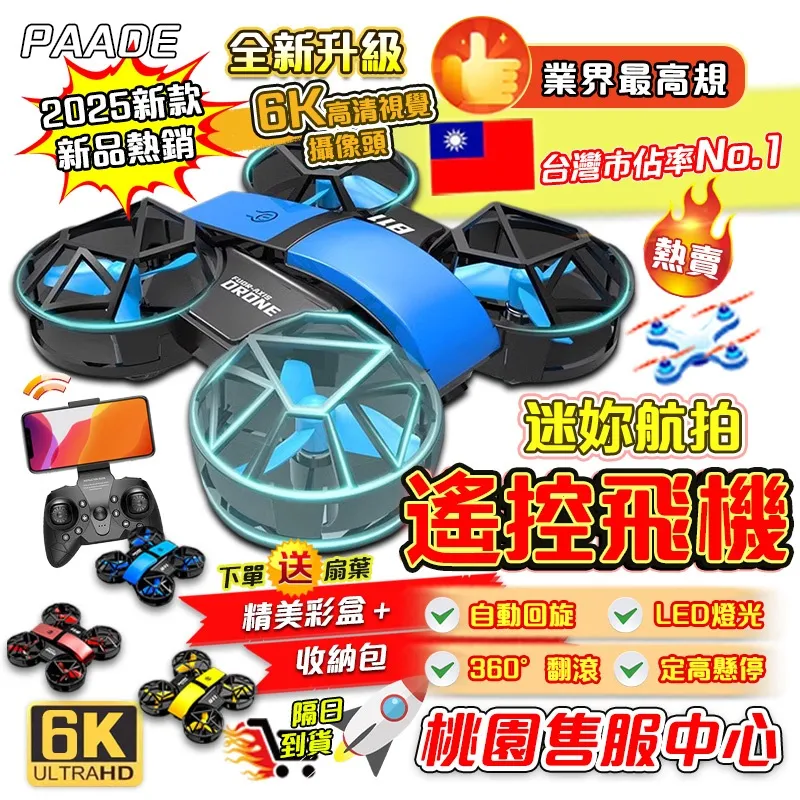 PAADE
全新升級
6K高清視覺
攝像頭
業界最高規
2025新款
新品熱銷
台灣市佔率No.1
熱賣
FUOR-AXIS
DRONE
迷妳航拍
遙控飛機
下單送扇葉
精美彩盒+
收納包
自動回旋
LED燈光
360°翻滾
定高懸停
6K
ULTRAHD
隔日
到貨
桃園售服中心